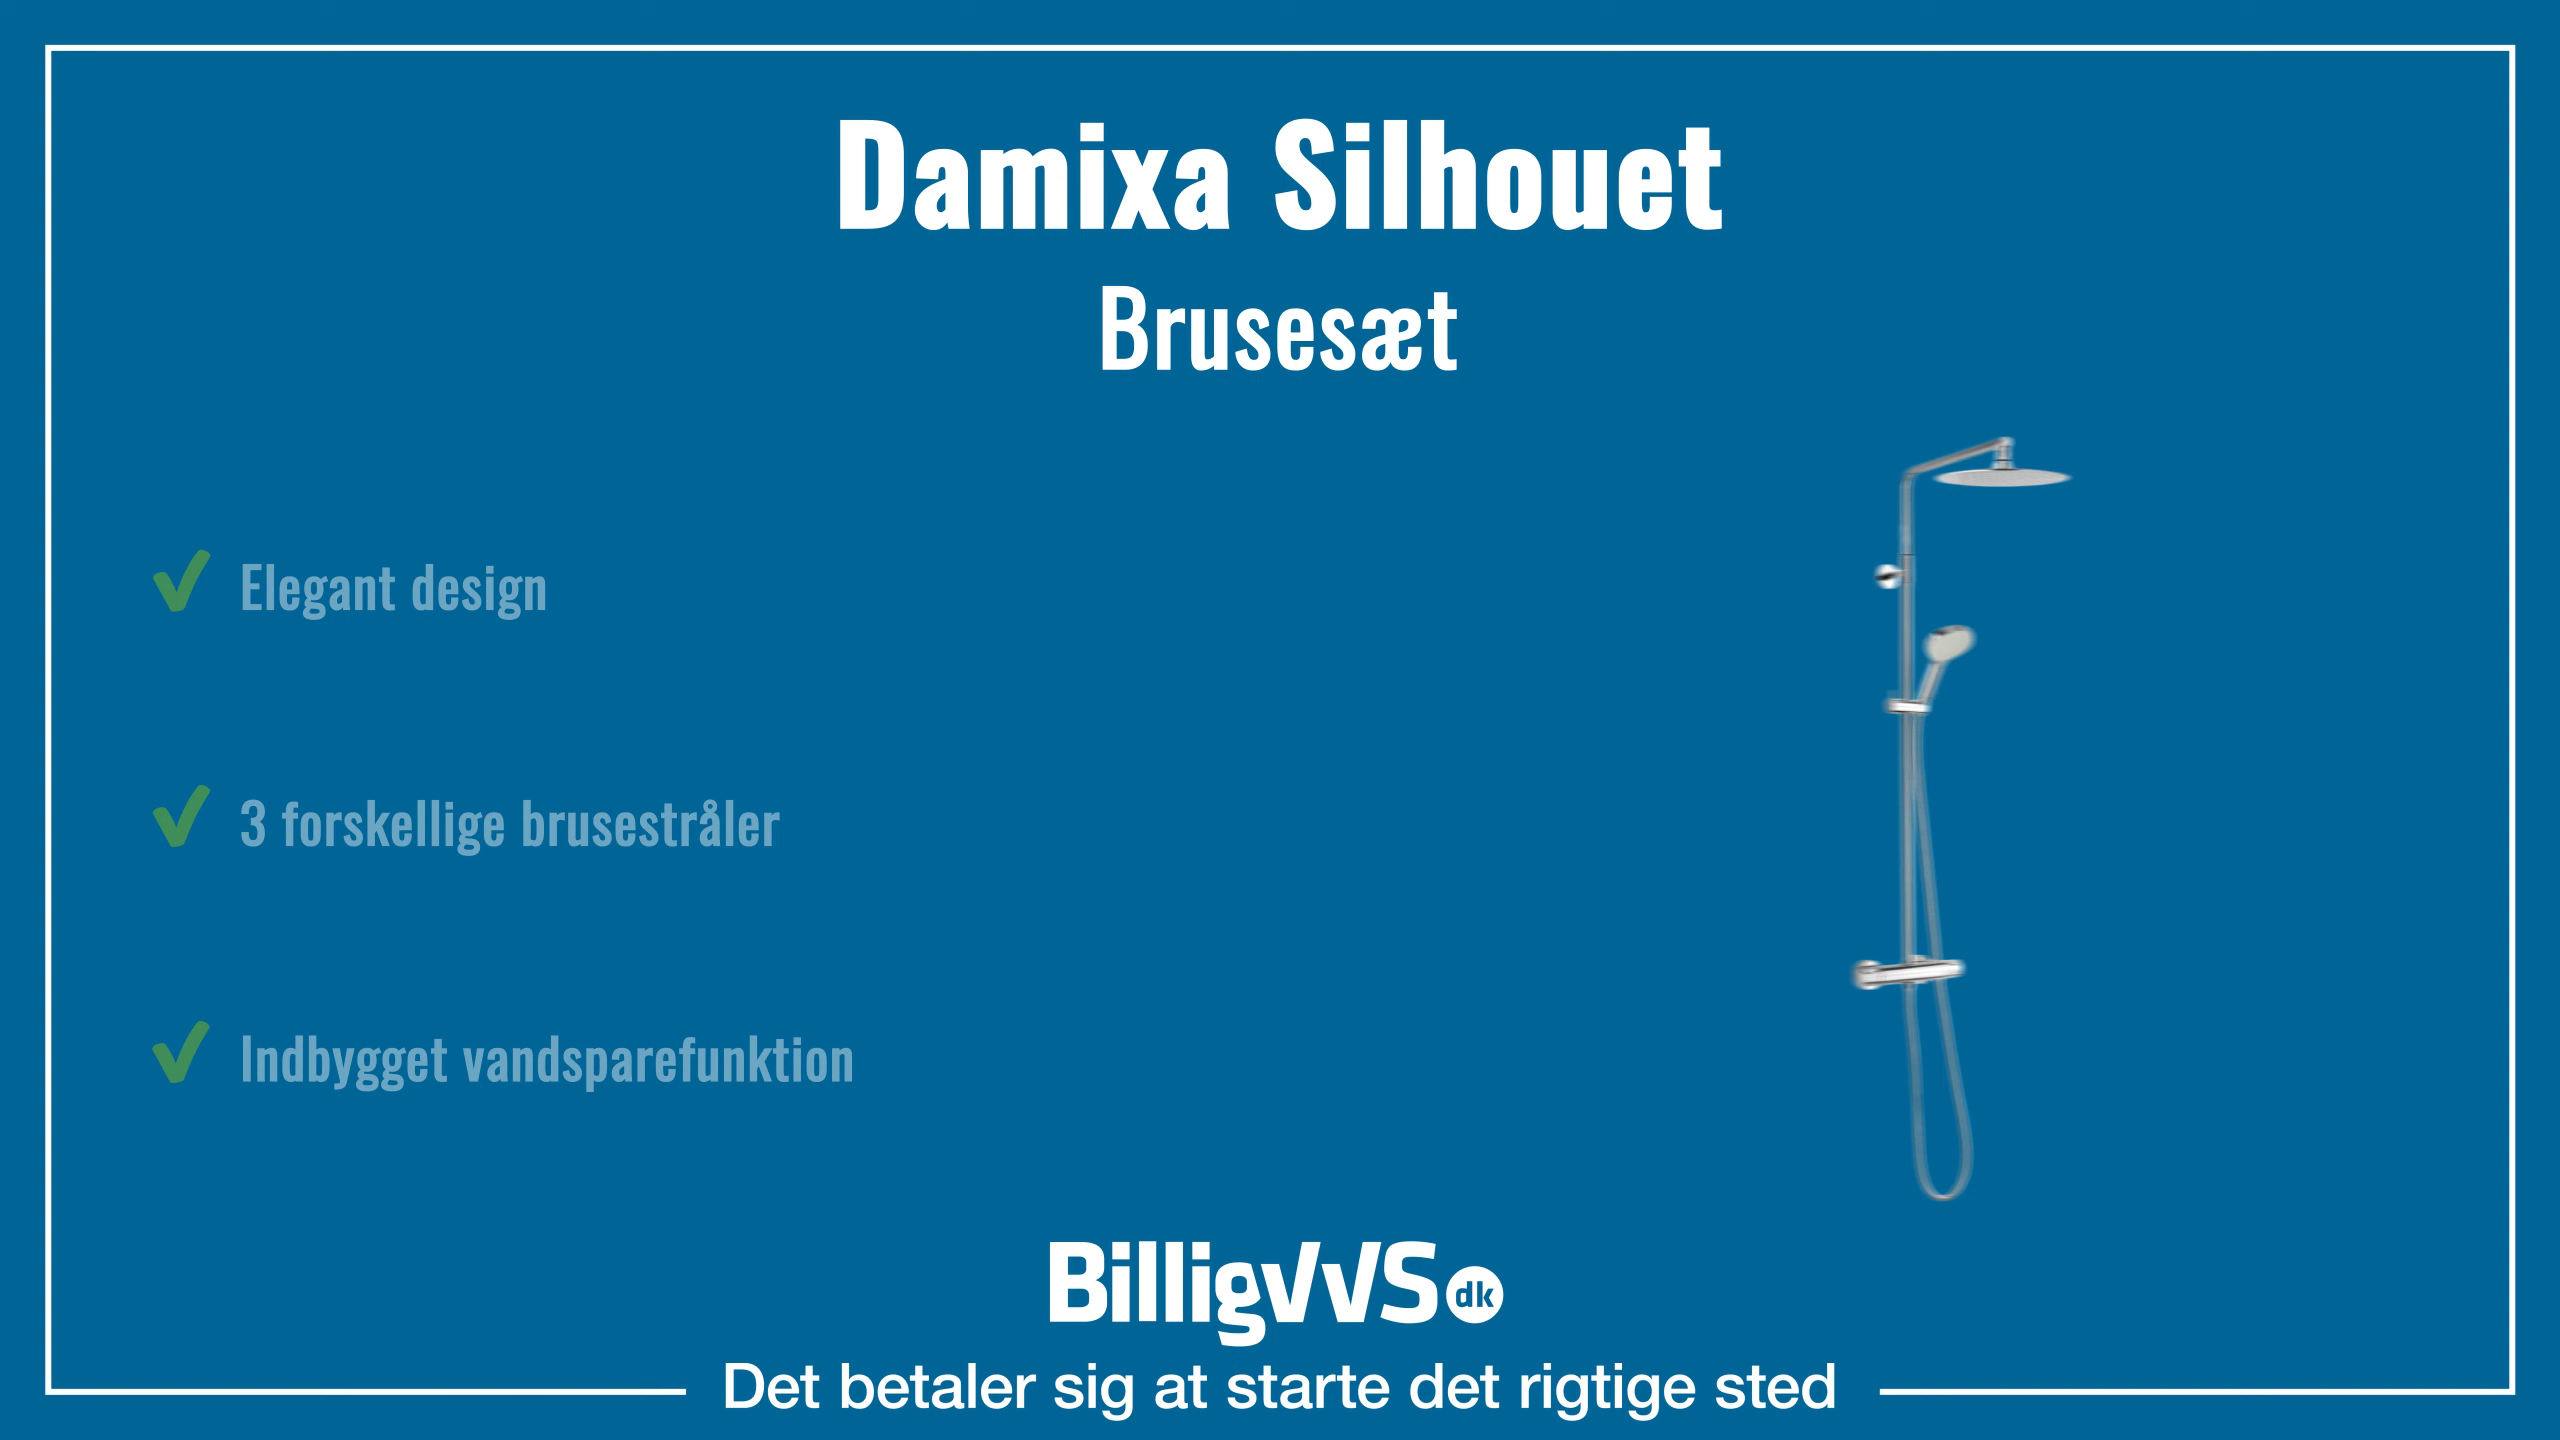 Damixa Silhouet
Brusesæt
Elegant design
3 forskellige brusestråler
Indbygget vandsparefunktion
BilligVVS.dk
Det betaler sig at starte det rigtige sted